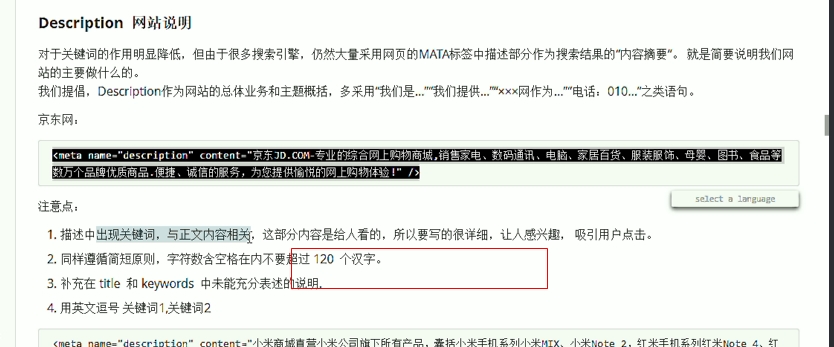 Description 网站说明
对于关键词的作用明显降低，但由于很多搜索引擎，仍然大量采用网页的MATA标签中描述部分作为搜索结果的“内容摘要”。 就是简要说明我们网
站的主要做什么的。
我们提倡，Description作为网站的总体业务和主题概括，多采用“我们是…”“我们提供…”“×××网作为…”“电话：010…”之类语句。
京东网：
<meta name="description" content="京东JD.COM-专业的综合网上购物商城,销售家电、数码通讯、电脑、家居百货、服装服饰、母婴、图书、食品等
数万个品牌优质商品.便捷、诚信的服务，为您提供愉悦的网上购物体验!" />
select a language
注意点：
1. 描述中出现关键词，与正文内容相关，这部分内容是给人看的，所以要写的很详细，让人感兴趣， 吸引用户点击。
2. 同样遵循简短原则，字符数含空格在内不要超过 120 个汉字。
3. 补充在 title 和 keywords 中未能充分表述的说明.
4. 用英文逗号 关键词1,关键词2
<meta name="description" content="小米商城直营小米公司旗下所有产品，囊括小米手机系列小米MIX、小米Note 2，红米手机系列红米Note 4、红